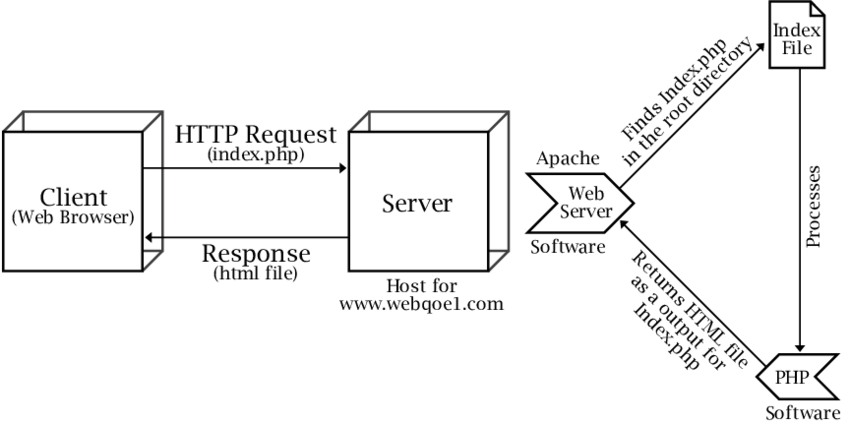 HTTP Request
(index.php)
Client
(Web Browser)
Response
(html file)
Server
Host for
www.webqoe1.com
Apache
Web
Server
Software
Finds Index.php
in the root directory
Index
File
Processes
PHP
Software
Returns HTML file
as a output for
Index.php